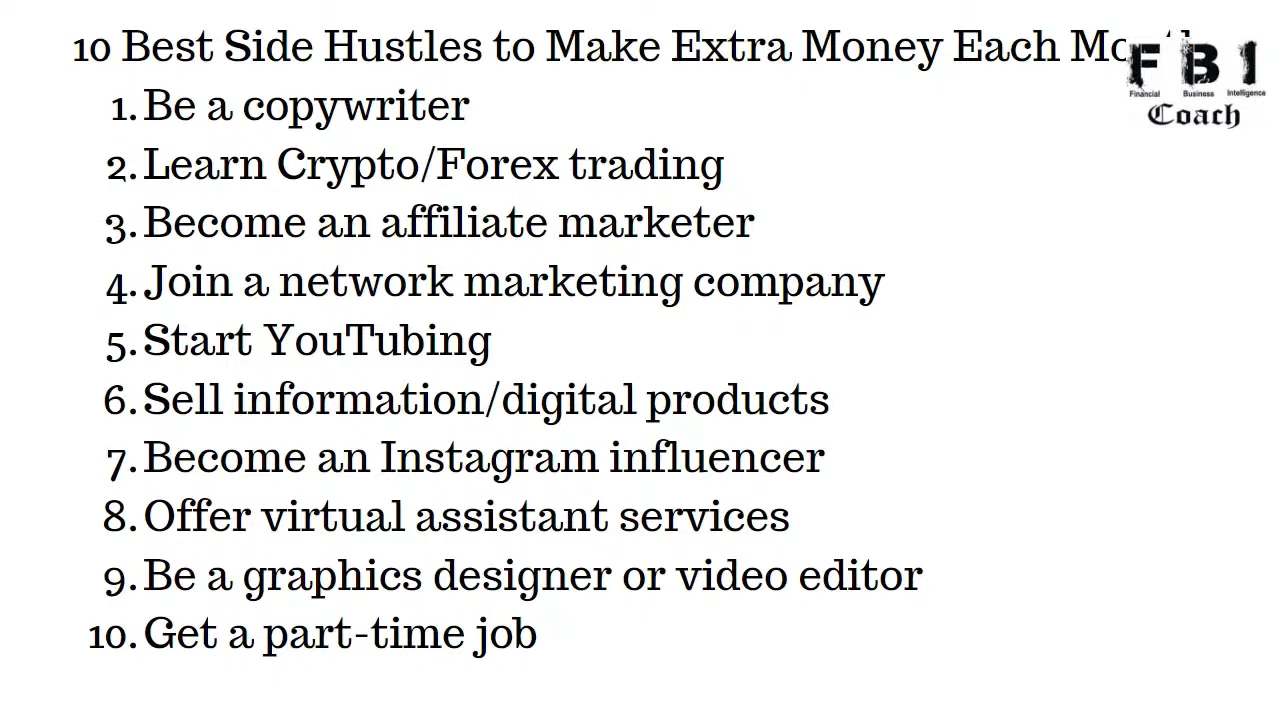 10 Best Side Hustles to Make Extra Money Each
F B I
Financial Business Intelligence
Coach
1. Be a copywriter
2. Learn Crypto/Forex trading
3. Become an affiliate marketer
4. Join a network marketing company
5. Start YouTubing
6. Sell information/digital products
7. Become an Instagram influencer
8. Offer virtual assistant services
9. Be a graphics designer or video editor
10. Get a part-time job